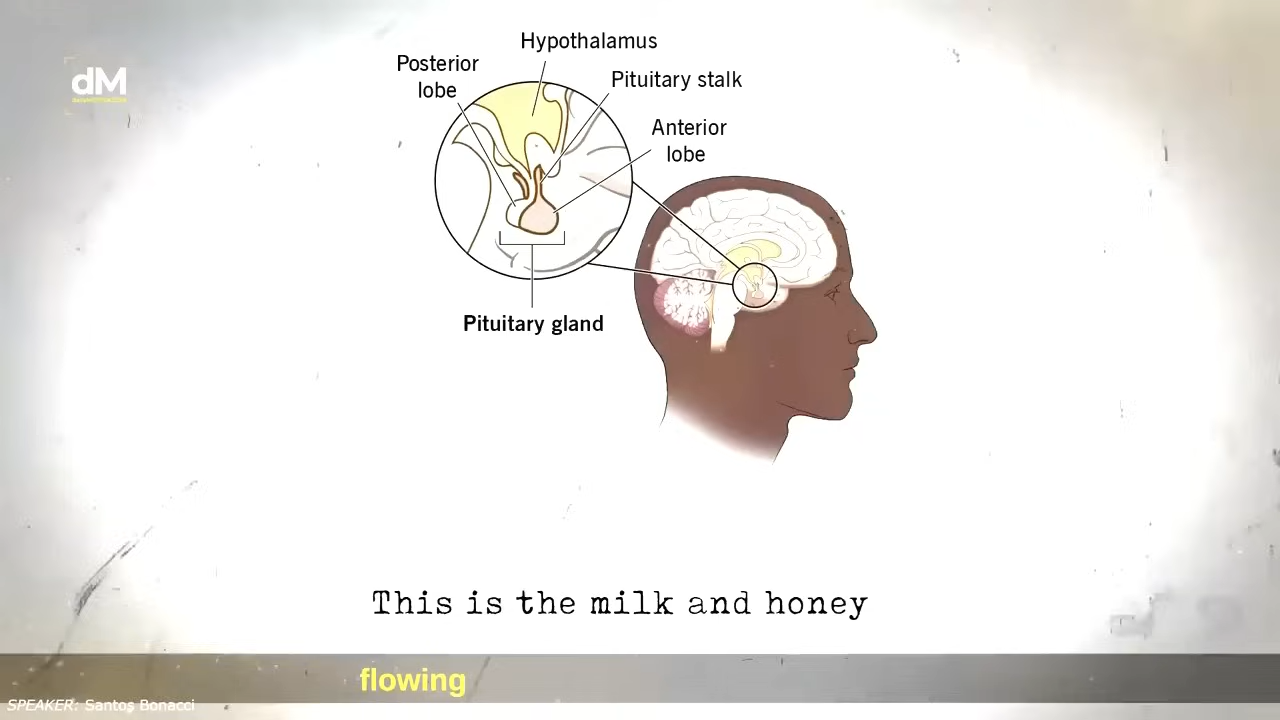 Hypothalamus
Posterior
lobe
Pituitary stalk
Anterior
lobe
dM
Pituitary gland
This is the milk and honey
flowing
SPEAKER: Santos Bonacci